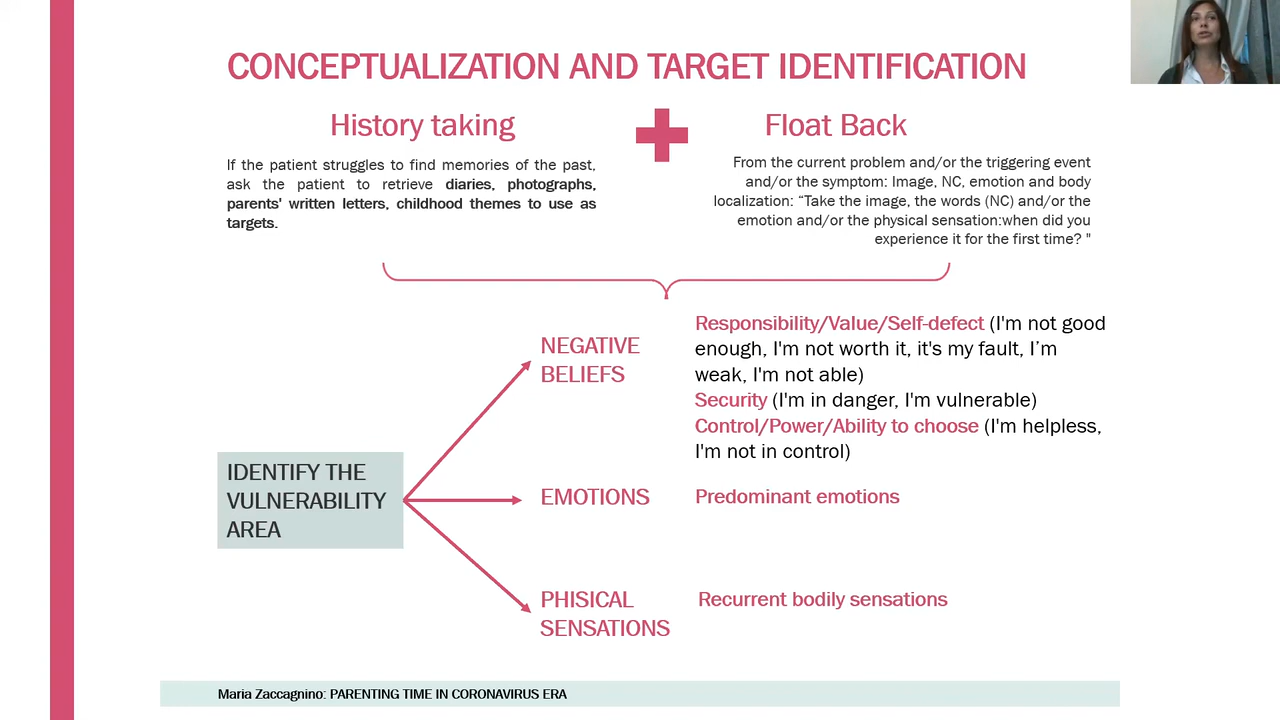 CONCEPTUALIZATION AND TARGET IDENTIFICATION
History taking
If the patient struggles to find memories of the past,
ask the patient to retrieve diaries, photographs,
parents' written letters, childhood themes to use as
targets.
Float Back
From the current problem and/or the triggering event
and/or the symptom: Image, NC, emotion and body
localization: “Take the image, the words (NC) and/or the
emotion and/or the physical sensation:when did you
experience it for the first time? "
IDENTIFY THE
VULNERABILITY
AREA
NEGATIVE
BELIEFS
Responsibility/Value/Self-defect (I'm not good
enough, I'm not worth it, it's my fault, I’m
weak, I'm not able)
Security (I'm in danger, I'm vulnerable)
Control/Power/Ability to choose (I'm helpless,
I'm not in control)
EMOTIONS
Predominant emotions
PHISICAL
SENSATIONS
Recurrent bodily sensations
Maria Zaccagnino: PARENTING TIME IN CORONAVIRUS ERA